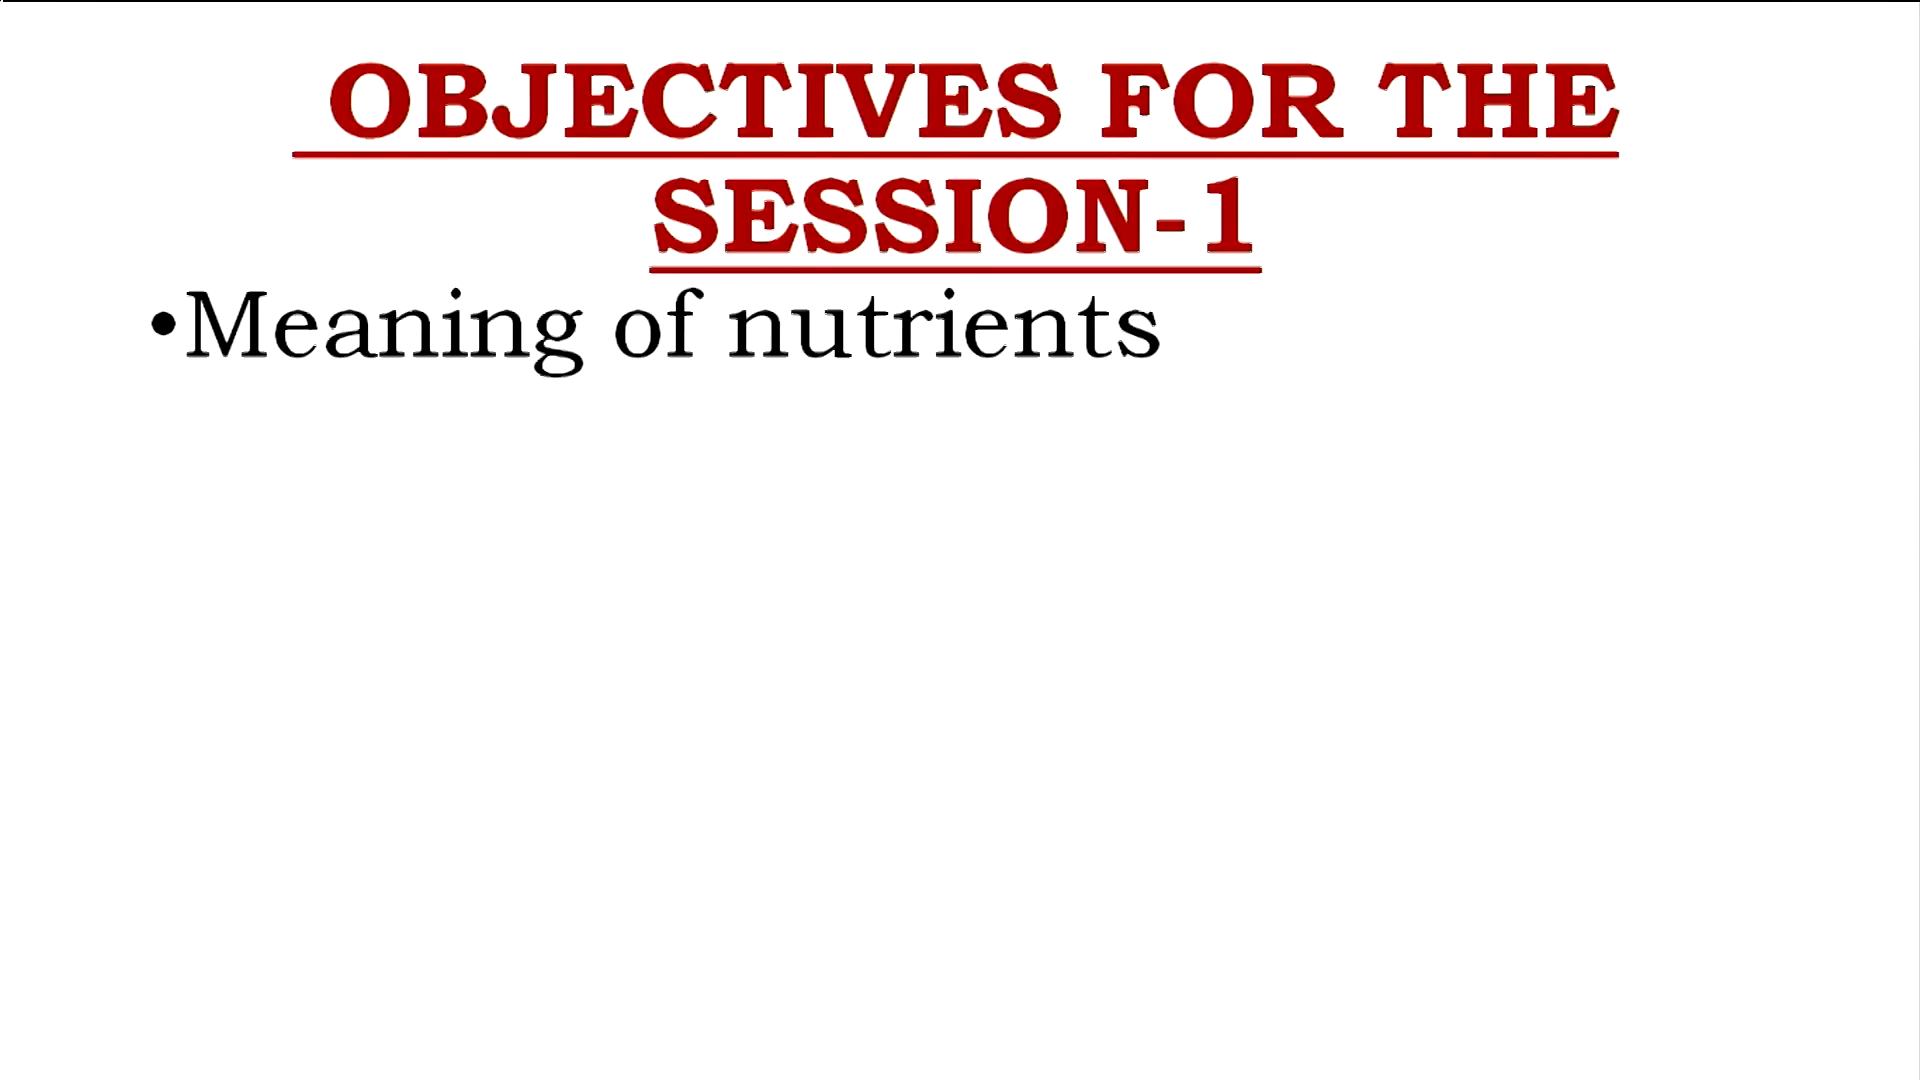 OBJECTIVES FOR THE
SESSION-1
•Meaning of nutrients